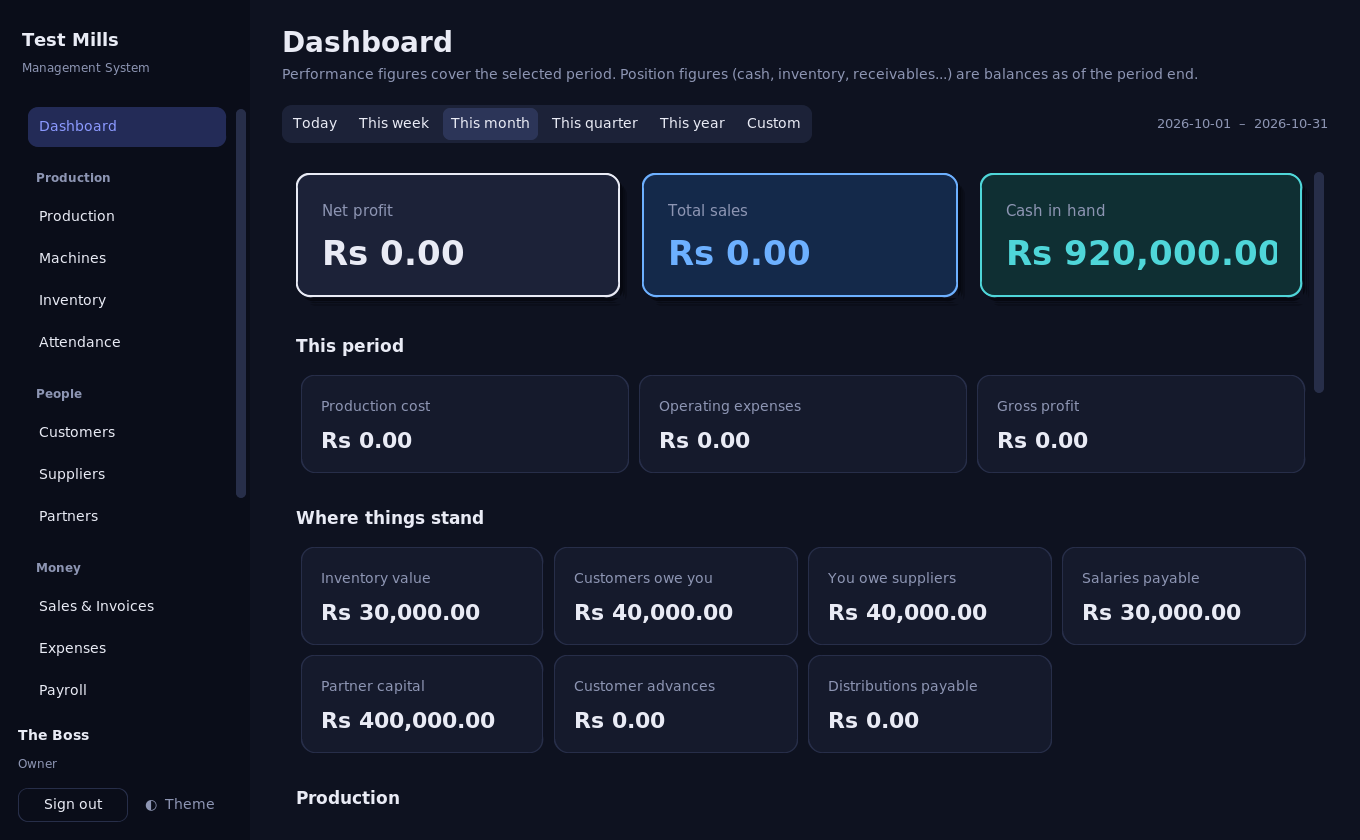 Test Mills
Management System
Dashboard
Production
Production
Machines
Inventory
Attendance
People
Customers
Suppliers
Partners
Money
Sales & Invoices
Expenses
Payroll
The Boss
Owner
Sign out
◐ Theme
Dashboard
Performance figures cover the selected period. Position figures (cash, inventory, receivables...) are balances as of the period end.
Today This week This month This quarter This year Custom
2026-10-01 – 2026-10-31
Net profit
Rs 0.00
Total sales
Rs 0.00
Cash in hand
Rs 920,000.00
This period
Production cost
Rs 0.00
Operating expenses
Rs 0.00
Gross profit
Rs 0.00
Where things stand
Inventory value
Rs 30,000.00
Customers owe you
Rs 40,000.00
You owe suppliers
Rs 40,000.00
Salaries payable
Rs 30,000.00
Partner capital
Rs 400,000.00
Customer advances
Rs 0.00
Distributions payable
Rs 0.00
Production